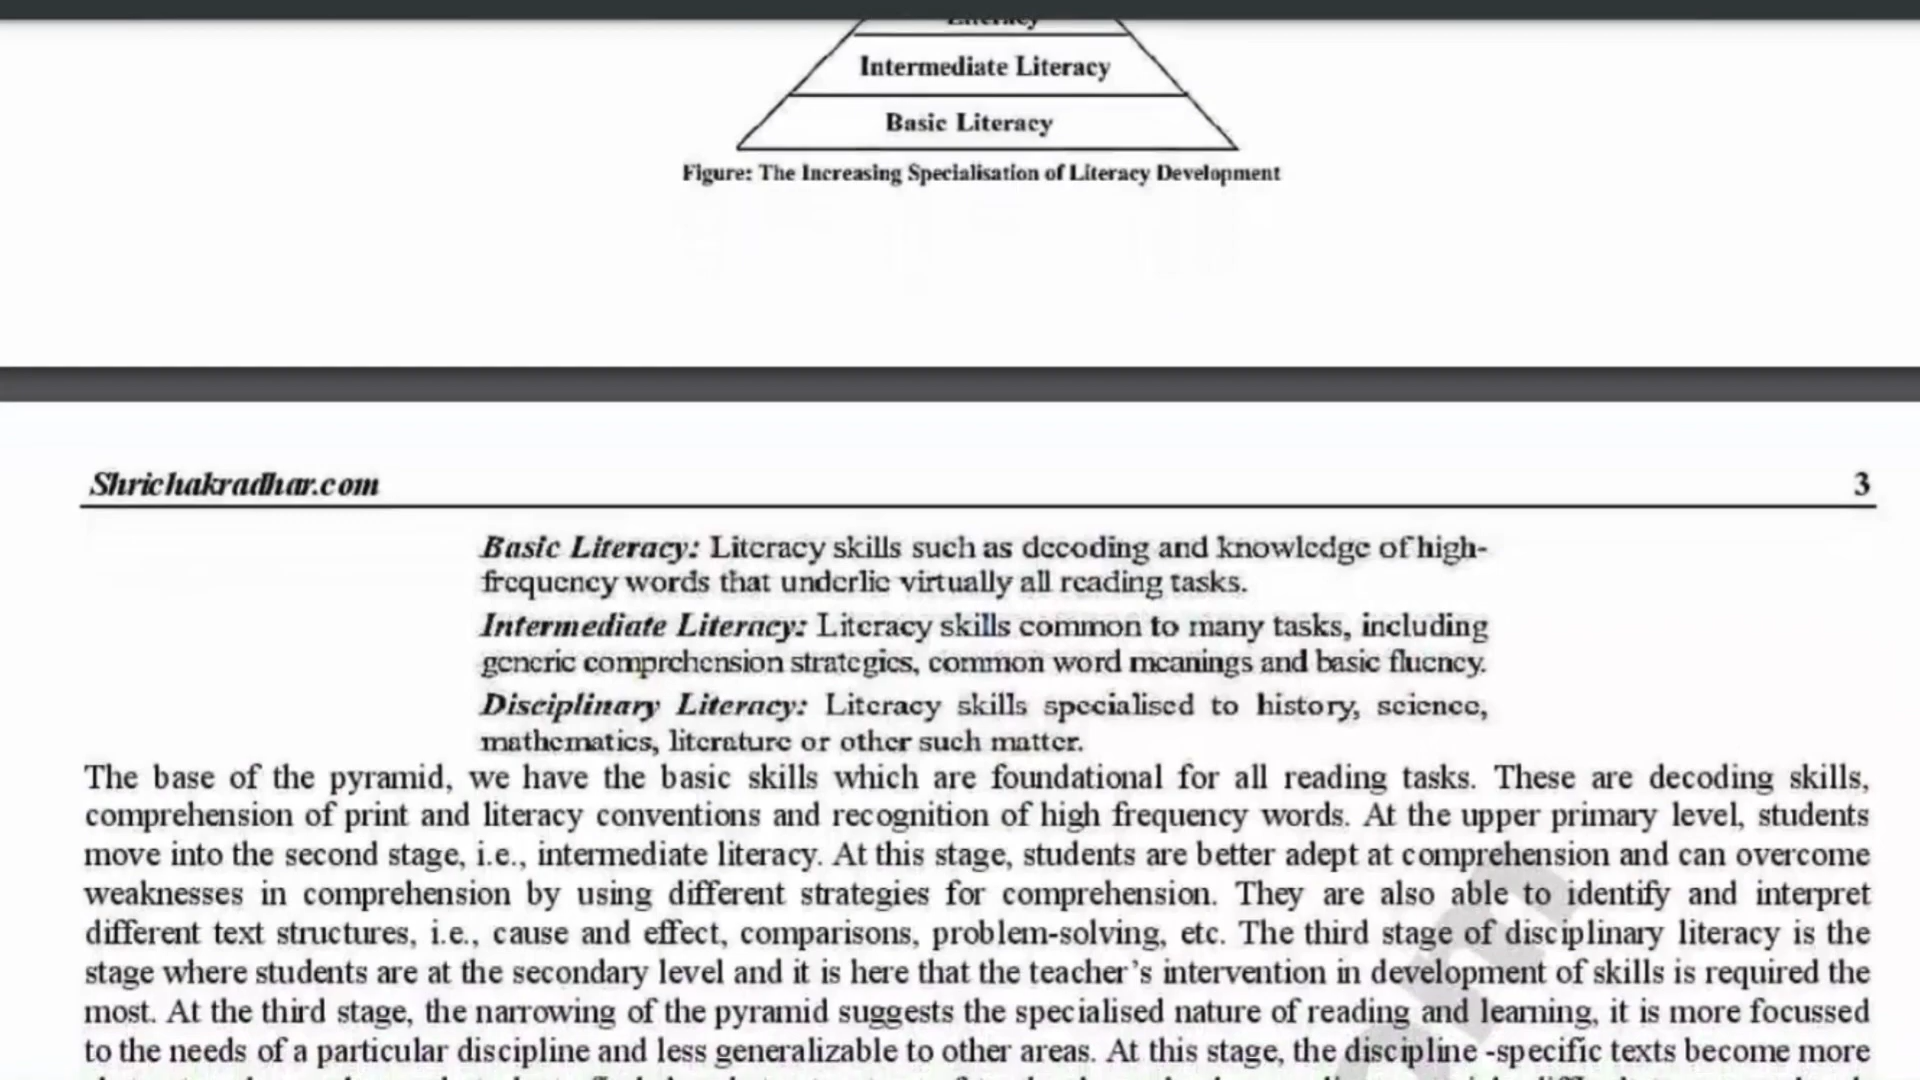 Literacy
Intermediate Literacy
Basic Literacy
Figure: The Increasing Specialisation of Literacy Development
Shrichakradhar.com 3
Basic Literacy: Literacy skills such as decoding and knowledge of high-
frequency words that underlie virtually all reading tasks.
Intermediate Literacy: Literacy skills common to many tasks, including
generic comprehension strategies, common word meanings and basic fluency.
Disciplinary Literacy: Literacy skills specialised to history, science,
mathematics, literature or other such matter.
The base of the pyramid, we have the basic skills which are foundational for all reading tasks. These are decoding skills,
comprehension of print and literacy conventions and recognition of high frequency words. At the upper primary level, students
move into the second stage, i.e., intermediate literacy. At this stage, students are better adept at comprehension and can overcome
weaknesses in comprehension by using different strategies for comprehension. They are also able to identify and interpret
different text structures, i.e., cause and effect, comparisons, problem-solving, etc. The third stage of disciplinary literacy is the
stage where students are at the secondary level and it is here that the teacher's intervention in development of skills is required the
most. At the third stage, the narrowing of the pyramid suggests the specialised nature of reading and learning, it is more focussed
to the needs of a particular discipline and less generalizable to other areas. At this stage, the discipline -specific texts become more